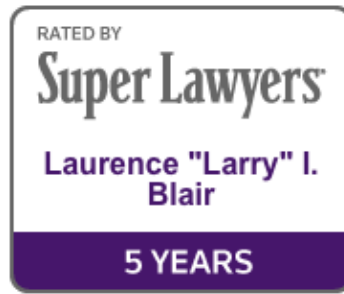 RATED BY
Super Lawyers
Laurence "Larry" I.
Blair
5 YEARS